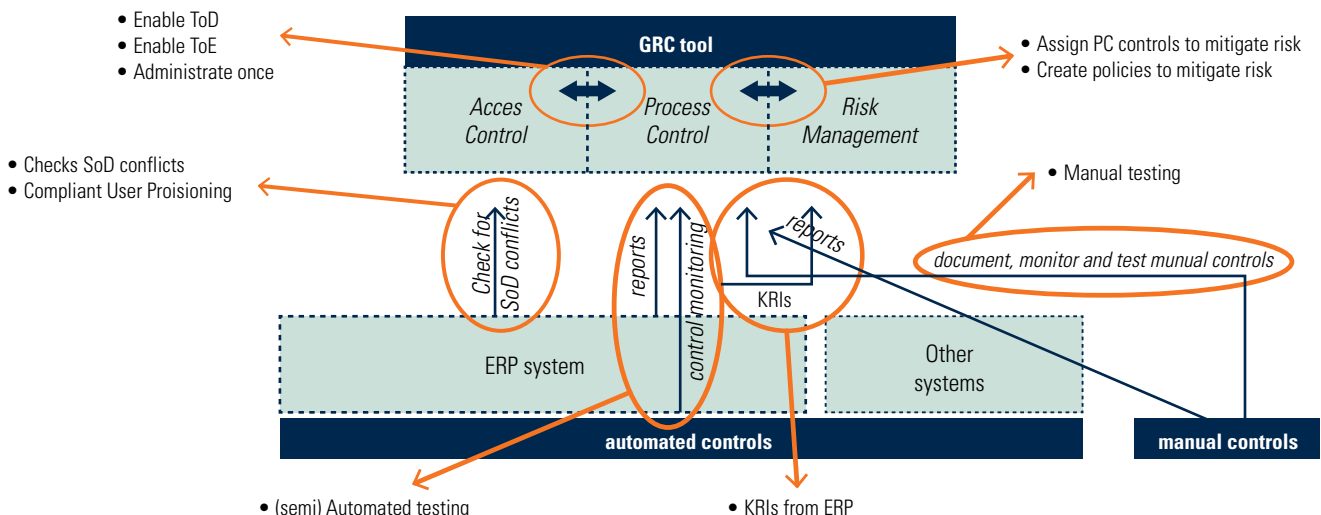 • Enable ToD
• Enable ToE
• Administrate once
GRC tool
• Assign PC controls to mitigate risk
• Create policies to mitigate risk
Acces
Control
Process
Control
Risk
Management
• Checks SoD conflicts
• Compliant User Proisioning
• Manual testing
Check for
SoD conflicts
reports
control monitoring
reports
KRIs
document, monitor and test munual controls
ERP system
Other
systems
automated controls
manual controls
• (semi) Automated testing
• KRIs from ERP